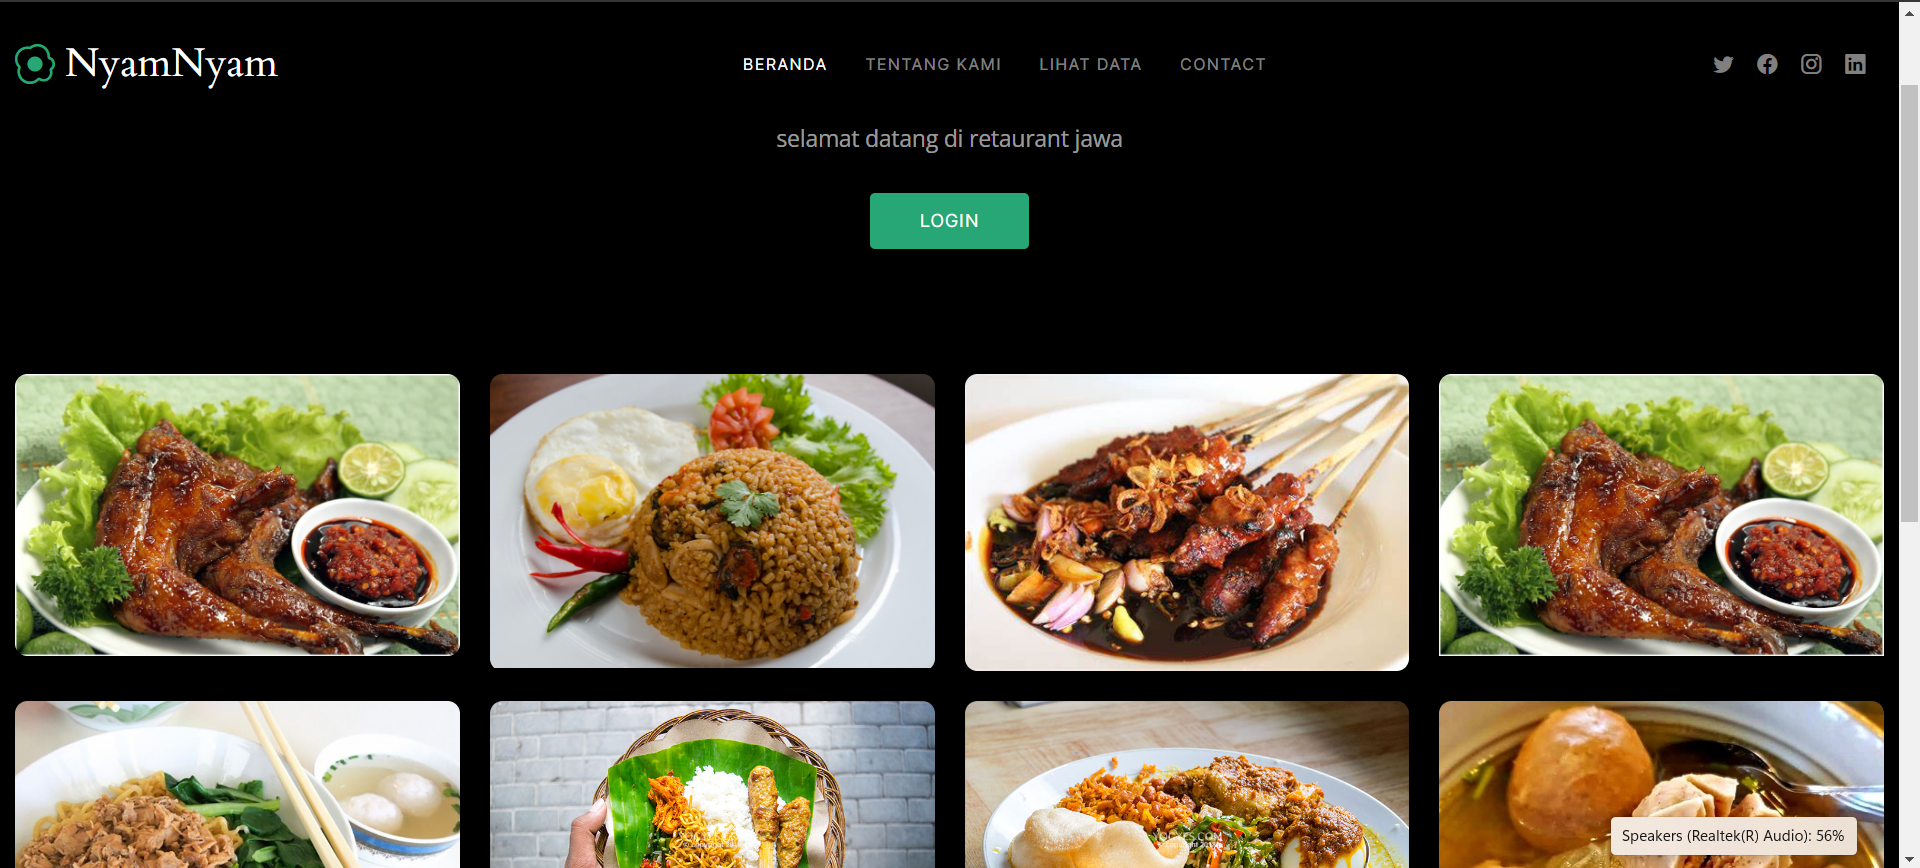 NyamNyam
BERANDA TENTANG KAMI LIHAT DATA CONTACT
selamat datang di retaurant jawa
LOGIN
Speakers (Realtek(R) Audio): 56%